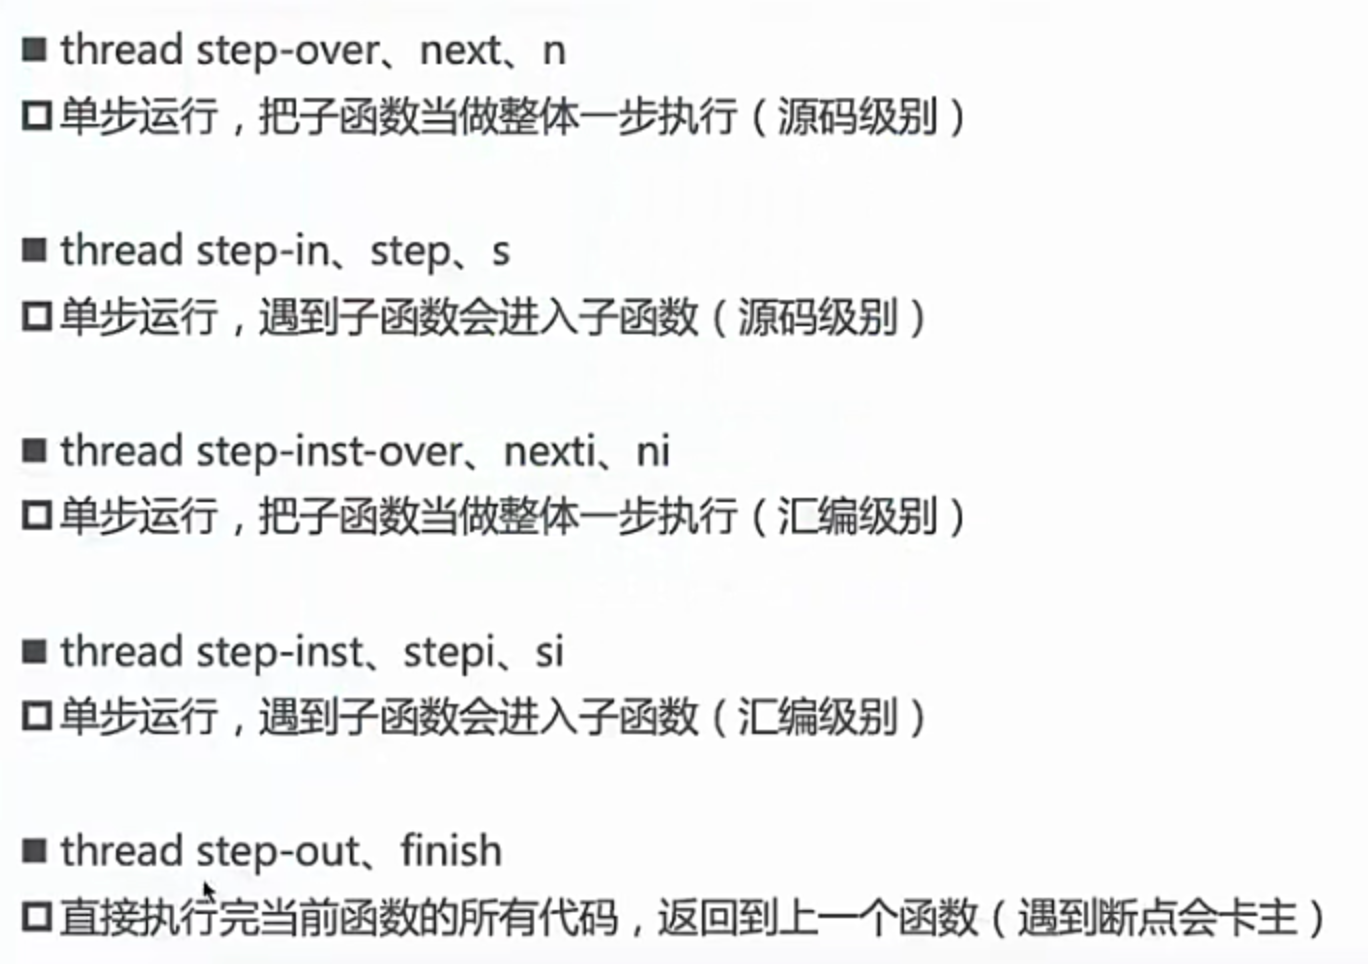 ■ thread step-over、next、n
□ 单步运行，把子函数当做整体一步执行（源码级别）
■ thread step-in、step、s
□ 单步运行，遇到子函数会进入子函数（源码级别）
■ thread step-inst-over、nexti、ni
□ 单步运行，把子函数当做整体一步执行（汇编级别）
■ thread step-inst、stepi、si
□ 单步运行，遇到子函数会进入子函数（汇编级别）
■ thread step-out、finish
□ 直接执行完当前函数的所有代码，返回到上一个函数（遇到断点会卡主）